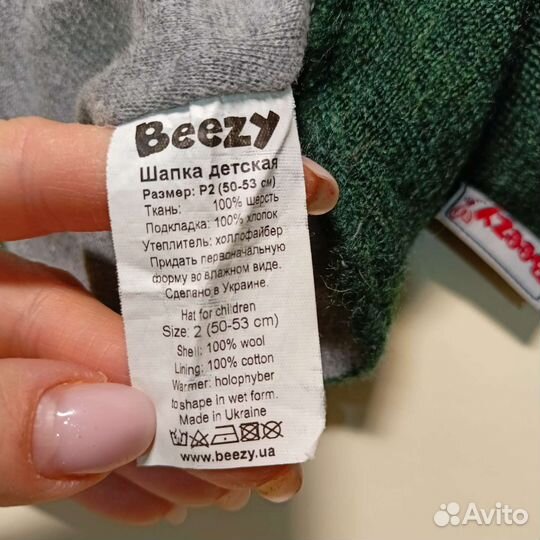 Beezy
Шапка детская
Размер: Р2 (50-53 см)
Ткань: 100% шерсть
Подкладка: 100% хлопок
Утеплитель: холлофайбер
Придать первоначальную
форму во влажном виде.
Сделано в Украине.
Hat for children
Size: 2 (50-53 cm)
Shell: 100% wool
Lining: 100% cotton
Warmer: holophyber
to shape in wet form.
Made in Ukraine
www.beezy.ua
Beezy
Avito